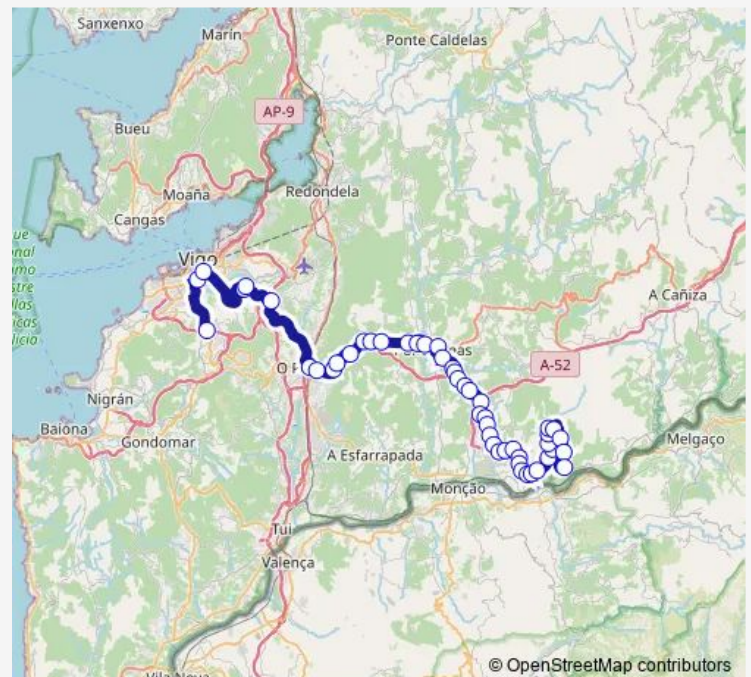 Sanxenxo
Marín
Ponte Caldelas
AP-9
Bueu
Redondela
Moaña
Cangas
Vigo
A Cañiza
A-52
Nigrán
Baiona
Gondomar
A Esfarrapada
Melgaço
Monção
Tui
Valença
© OpenStreetMap contributors